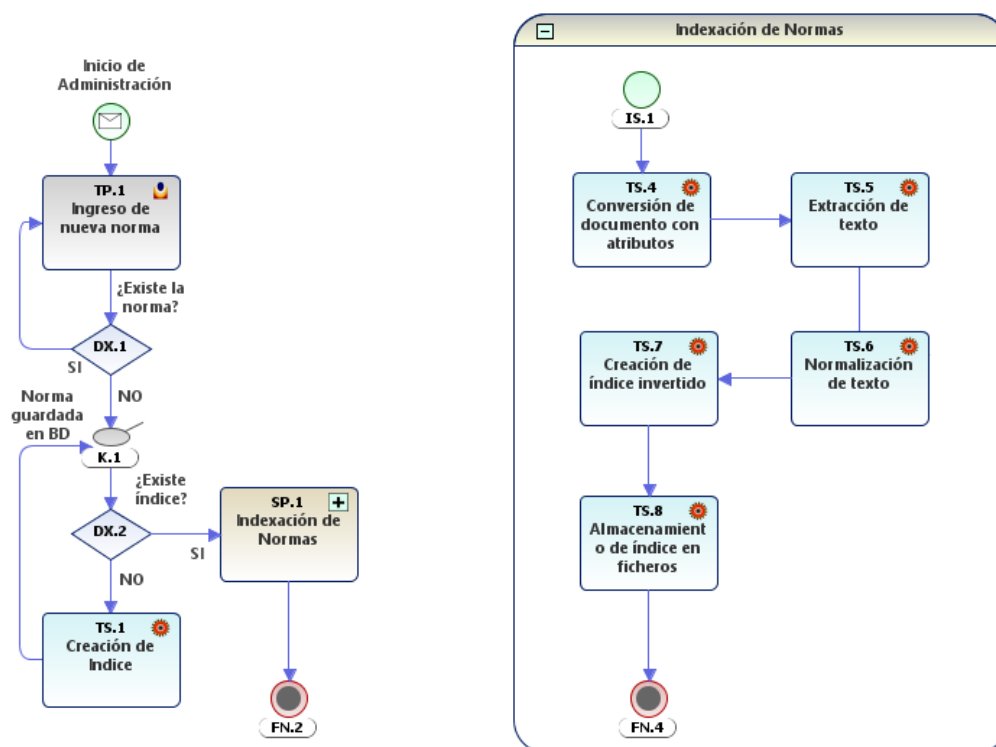 Inicio de
Administración
TP.1
Ingreso de
nueva norma
¿Existe la
norma?
DX.1
SI
NO
Norma
guardada
en BD
K.1
¿Existe
índice?
DX.2
SI
NO
TS.1
Creación de
Indice
SP.1
Indexación de
Normas
FN.2
Indexación de Normas
IS.1
TS.4
Conversión de
documento con
atributos
TS.5
Extracción de
texto
TS.6
Normalización
de texto
TS.7
Creación de
índice invertido
TS.8
Almacenamient
o de índice en
ficheros
FN.4